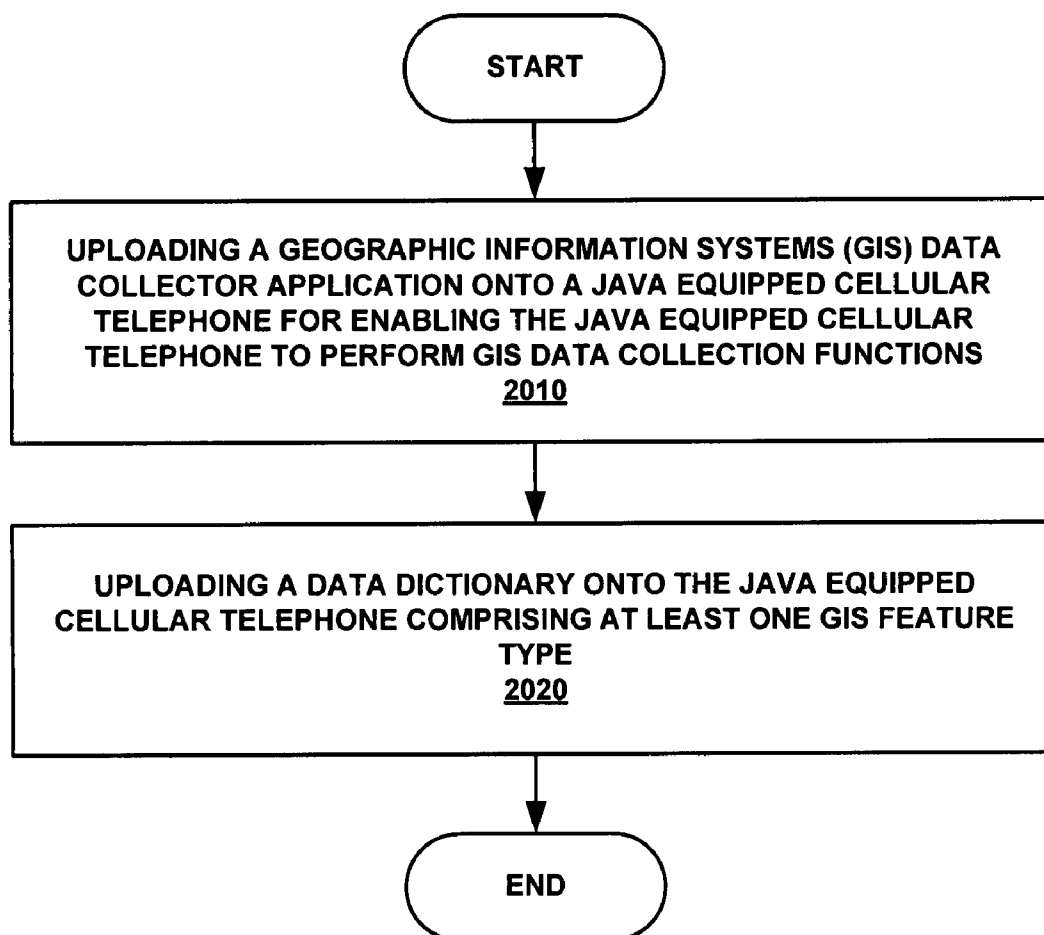 START
UPLOADING A GEOGRAPHIC INFORMATION SYSTEMS (GIS) DATA
COLLECTOR APPLICATION ONTO A JAVA EQUIPPED CELLULAR
TELEPHONE FOR ENABLING THE JAVA EQUIPPED CELLULAR
TELEPHONE TO PERFORM GIS DATA COLLECTION FUNCTIONS
2010
UPLOADING A DATA DICTIONARY ONTO THE JAVA EQUIPPED
CELLULAR TELEPHONE COMPRISING AT LEAST ONE GIS FEATURE
TYPE
2020
END